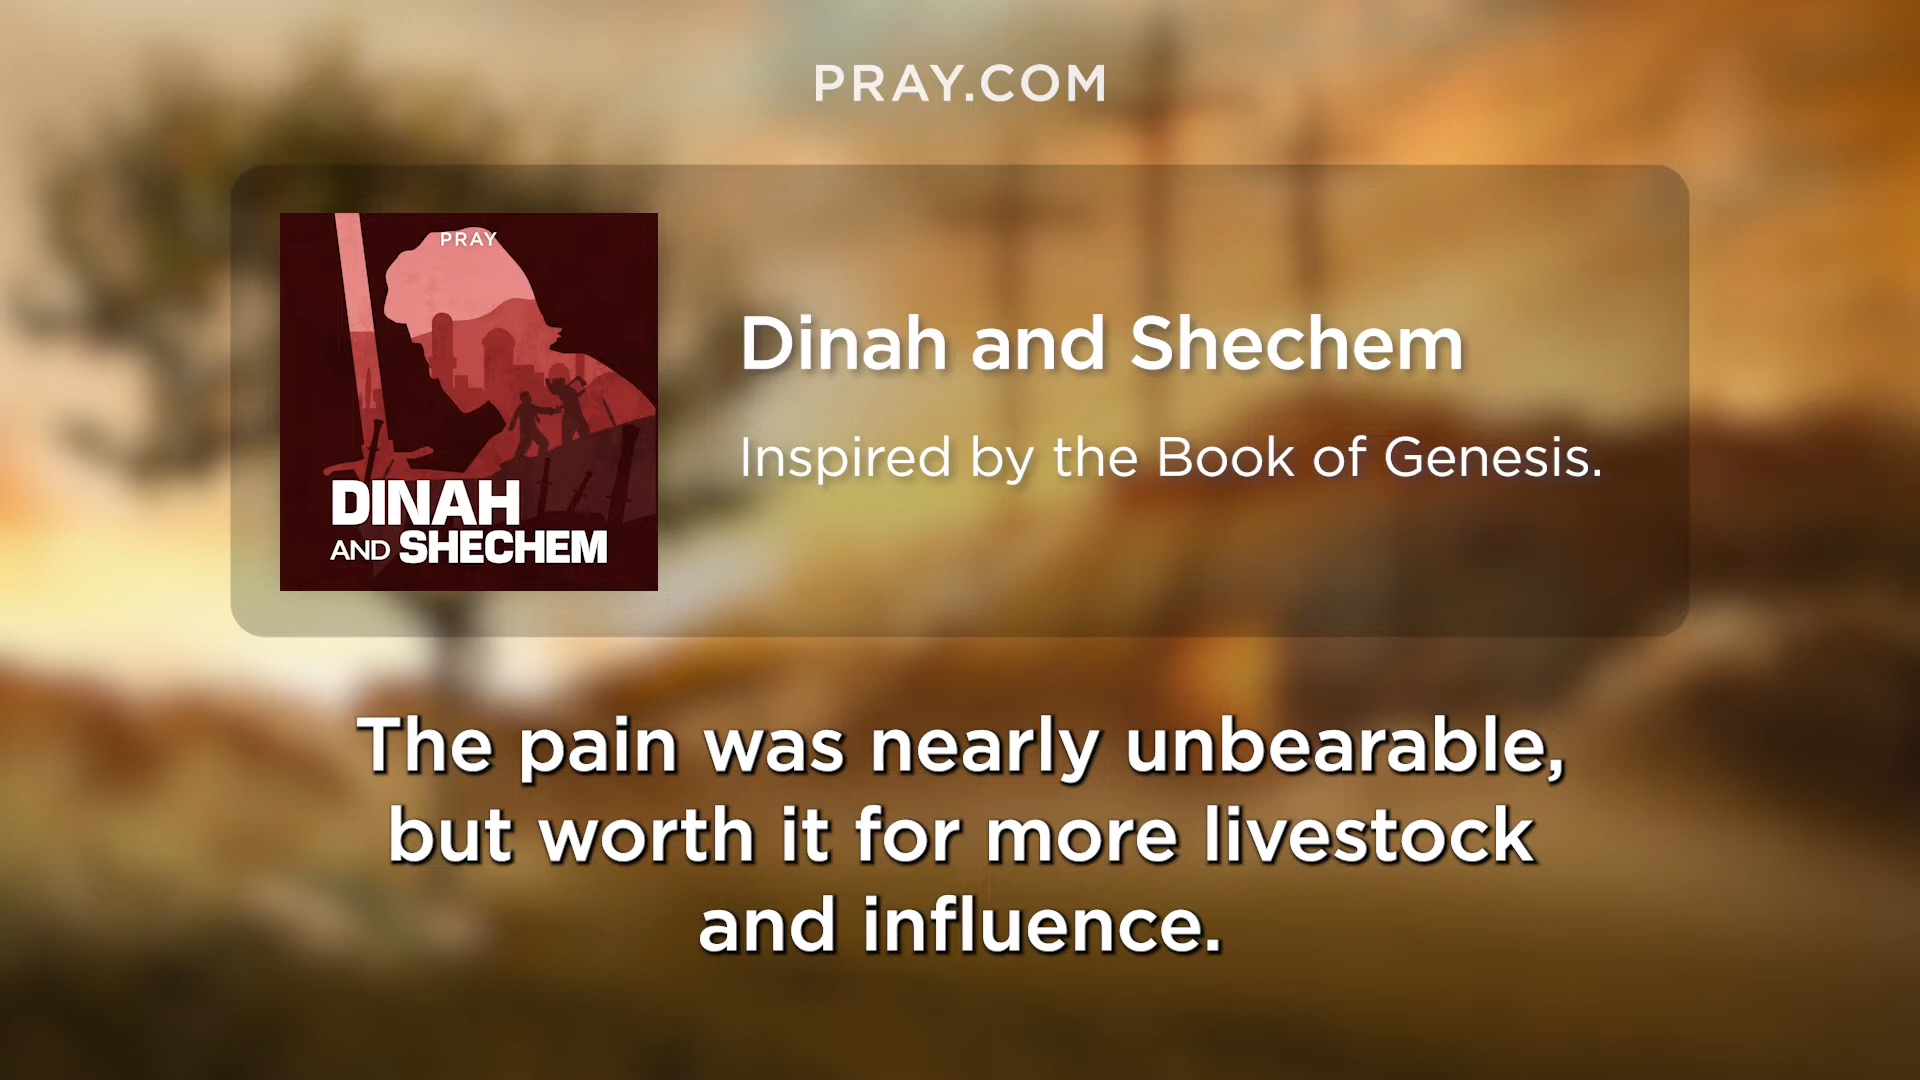 PRAY.COM
PRAY
DINAH
AND SHECHEM
Dinah and Shechem
Inspired by the Book of Genesis.
The pain was nearly unbearable,
but worth it for more livestock
and influence.